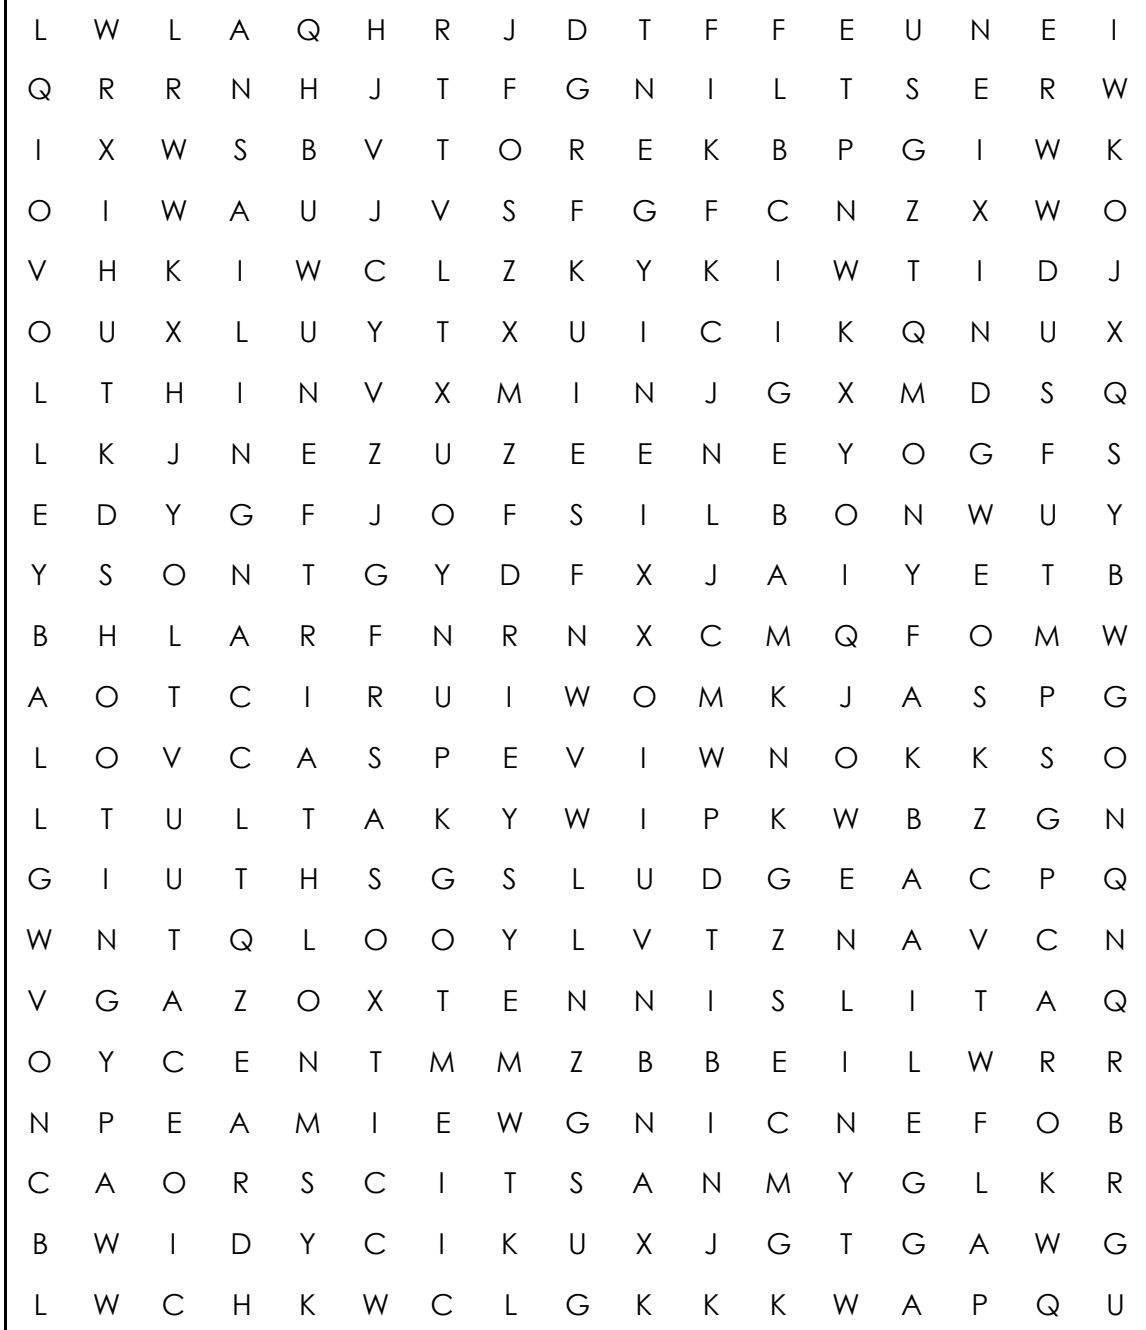 L W L A Q H R J D T F F E U N E I
Q R R N H J T F G N I L T S E R W
I X W S B V T O R E K B P G I W K
O I W A U J V S F G F C N Z X W O
V H K I W C L Z K Y K I W T I D J
O U X L U Y T X U I C I K Q N U X
L T H I N V X M I N J G X M D S Q
L K J N E Z U Z E E N E Y O G F S
E D Y G F J O F S I L B O N W U Y
Y S O N T G Y D F X J A I Y E T B
B H L A R F N R N X C M Q F O M W
A O T C I R U I W O M K J A S P G
L O V C A S P E V I W N O K K S O
L T U L T A K Y W I P K W B Z G N
G I U T H S G S L U D G E A C P Q
W N T Q L O O Y L V T Z N A V C N
V G A Z O X T E N N I S L I T A Q
O Y C E N T M M Z B B E I L W R R
N P E A M I E W G N I C N E F O B
C A O R S C I T S A N M Y G L K R
B W I D Y C I K U X J G T G A W G
L W C H K W C L G K K K W A P Q U